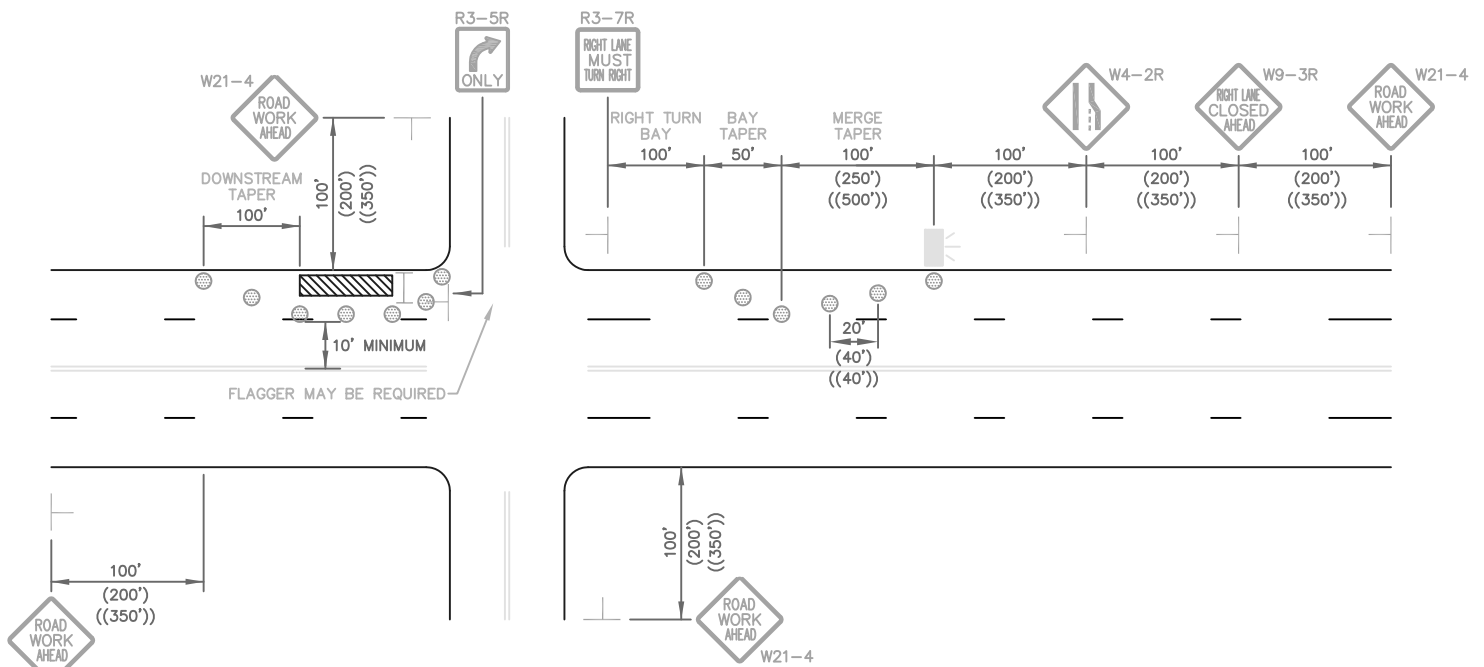 R3-5R
ONLY
R3-7R
RIGHT LANE
MUST
TURN RIGHT
W21-4
ROAD
WORK
AHEAD
W4-2R
W9-3R
RIGHT LANE
CLOSED
AHEAD
W21-4
ROAD
WORK
AHEAD
RIGHT TURN
BAY
100'
BAY
TAPER
50'
MERGE
TAPER
100'
(250')
((500'))
100'
(200')
((350'))
100'
(200')
((350'))
100'
(200')
((350'))
DOWNSTREAM
TAPER
100'
100'
(200')
((350'))
10' MINIMUM
20'
(40')
((40'))
FLAGGER MAY BE REQUIRED
100'
(200')
((350'))
ROAD
WORK
AHEAD
100'
(200')
((350'))
ROAD
WORK
AHEAD
W21-4